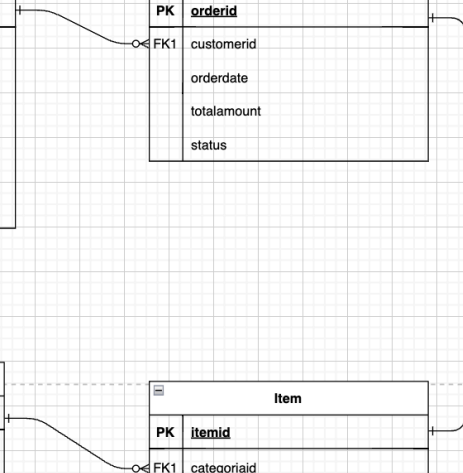 PK orderid
FK1 customerid
orderdate
totalamount
status
Item
PK itemid
FK1 categoriaid